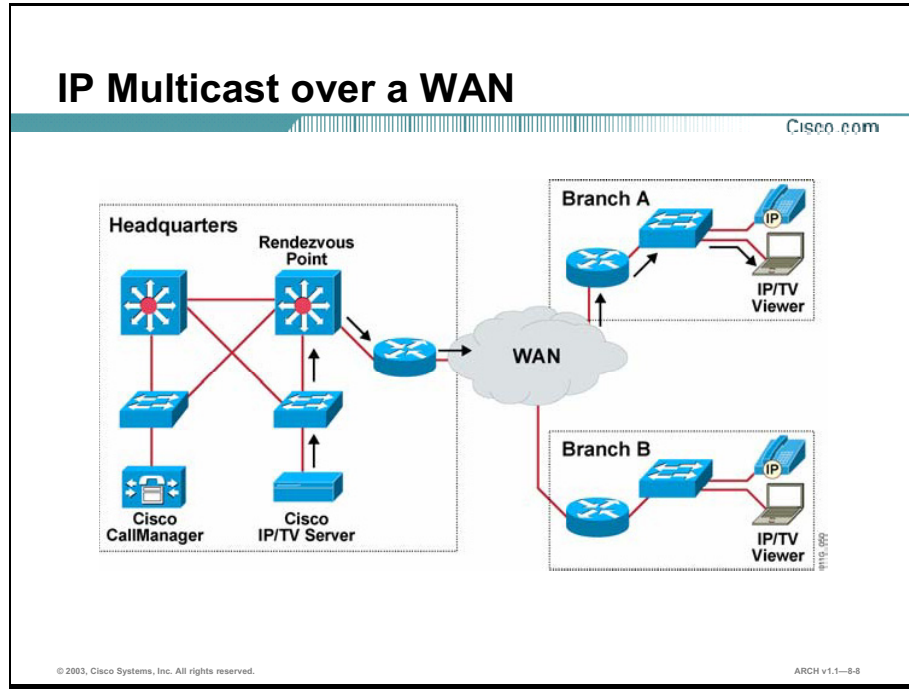 IP Multicast over a WAN
Cisco.com
Headquarters
Rendezvous
Point
Cisco
CallManager
Cisco
IP/TV Server
WAN
Branch A
IP
IP/TV
Viewer
Branch B
IP
IP/TV
Viewer
© 2003, Cisco Systems, Inc. All rights reserved.
ARCH v1.1—8-8